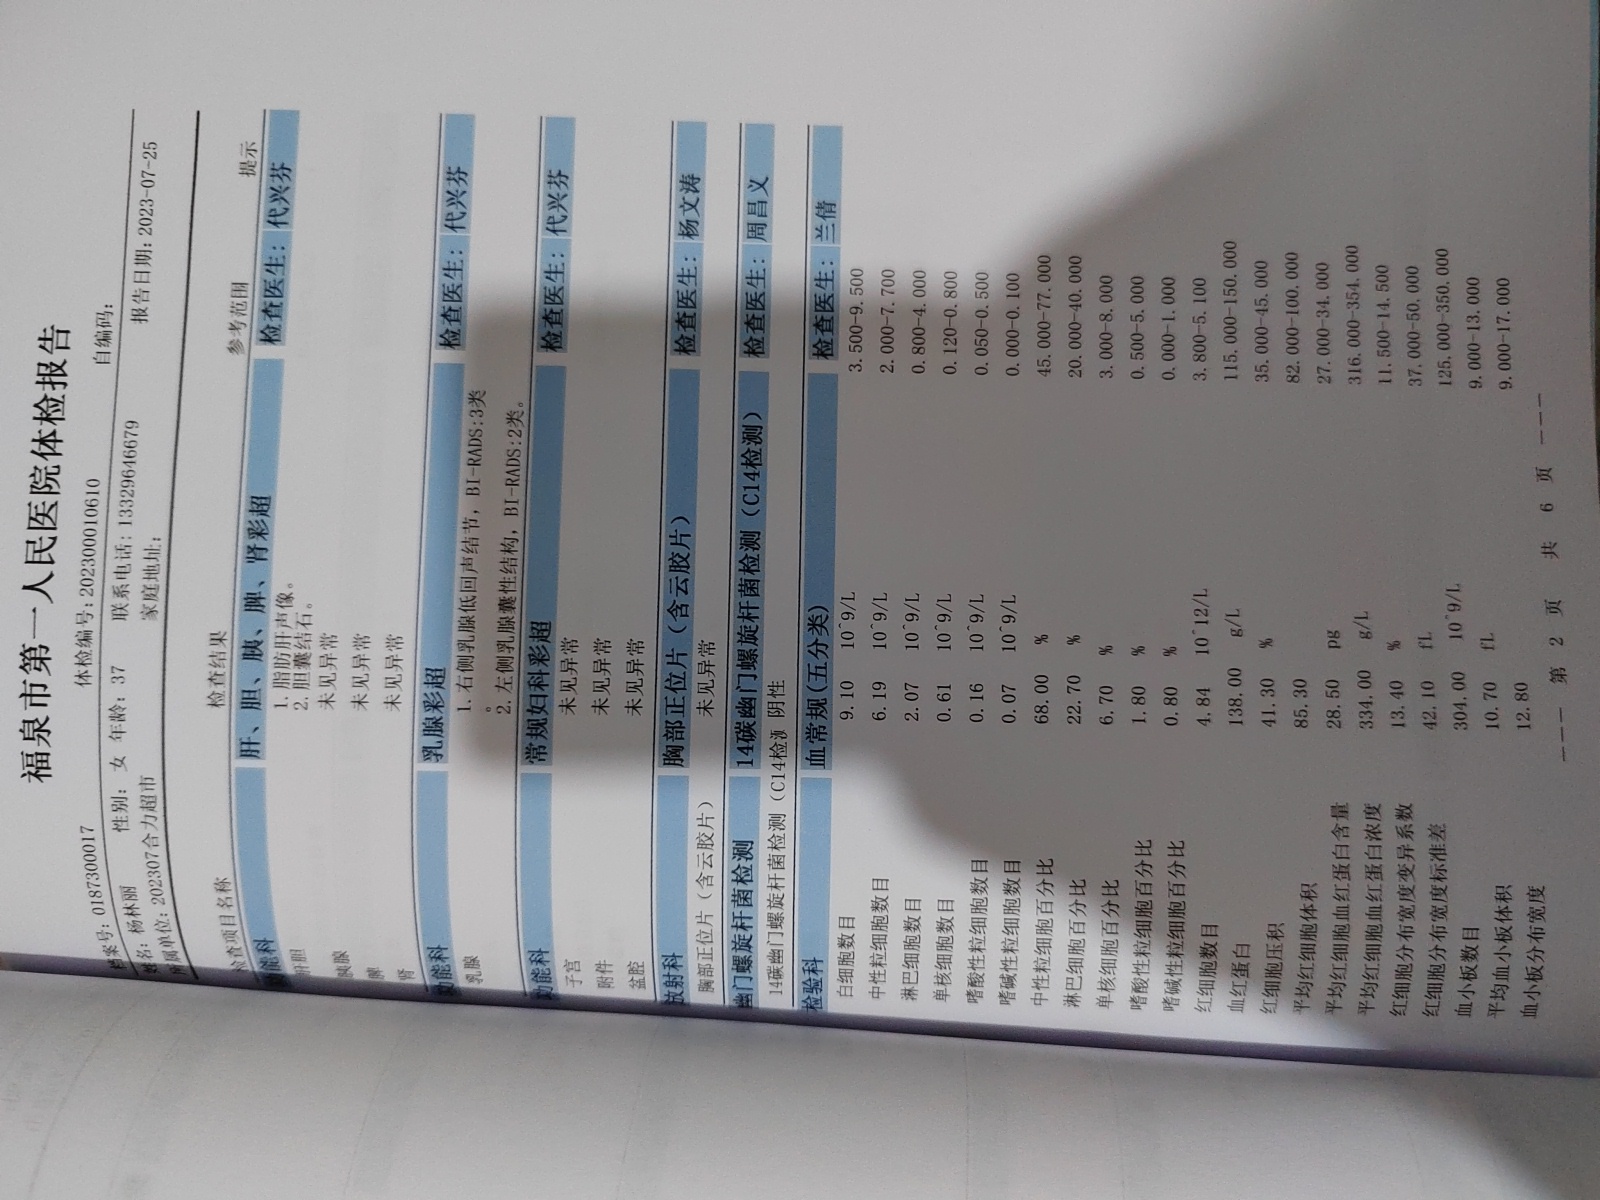 福泉市第一人民医院体检报告
档案号: 018730017 体检编号: 202300010610 自编码:
姓名: 杨林丽 性别: 女 年龄: 37 联系电话: 13329646679 报告日期: 2023-07-25
所属单位: 202307合力超市 家庭地址:
检查项目名称 检查结果 参考范围 提示
功能科 肝、胆、胰、脾、肾彩超 检查医生: 代兴芬
肝胆 1. 脂肪肝声像。
2. 胆囊结石。
胰腺 未见异常
脾 未见异常
肾 未见异常
功能科 乳腺彩超 检查医生: 代兴芬
乳腺 1. 右侧乳腺低回声结节, BI-RADS:3类
。
2. 左侧乳腺囊性结构, BI-RADS:2类。
功能科 常规妇科彩超 检查医生: 代兴芬
子宫 未见异常
附件 未见异常
盆腔 未见异常
放射科 胸部正位片（含云胶片） 检查医生: 杨文涛
胸部正位片（含云胶片） 未见异常
幽门螺旋杆菌检测 14碳幽门螺旋杆菌检测（C14检测） 检查医生: 周昌义
14碳幽门螺旋杆菌检测（C14检测 阴性
检验科 血常规(五分类) 检查医生: 兰倩
白细胞数目 9.10 10^9/L 3.500-9.500
中性粒细胞数目 6.19 10^9/L 2.000-7.700
淋巴细胞数目 2.07 10^9/L 0.800-4.000
单核细胞数目 0.61 10^9/L 0.120-0.800
嗜酸性粒细胞数目 0.16 10^9/L 0.050-0.500
嗜碱性粒细胞数目 0.07 10^9/L 0.000-0.100
中性粒细胞百分比 68.00 % 45.000-77.000
淋巴细胞百分比 22.70 % 20.000-40.000
单核细胞百分比 6.70 % 3.000-8.000
嗜酸性粒细胞百分比 1.80 % 0.500-5.000
嗜碱性粒细胞百分比 0.80 % 0.000-1.000
红细胞数目 4.84 10^12/L 3.800-5.100
血红蛋白 138.00 g/L 115.000-150.000
红细胞压积 41.30 % 35.000-45.000
平均红细胞体积 85.30 82.000-100.000
平均红细胞血红蛋白含量 28.50 pg 27.000-34.000
平均红细胞血红蛋白浓度 334.00 g/L 316.000-354.000
红细胞分布宽度变异系数 13.40 % 11.500-14.500
红细胞分布宽度标准差 42.10 fL 37.000-50.000
血小板数目 304.00 10^9/L 125.000-350.000
平均血小板体积 10.70 fL 9.000-13.000
血小板分布宽度 12.80 9.000-17.000
——— 第 2 页 共 6 页 ———